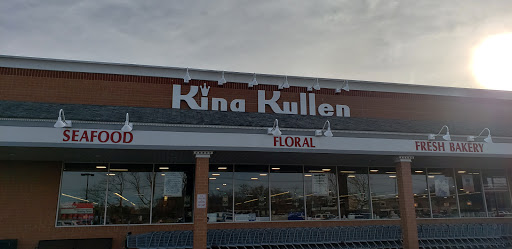 King Kullen
SEAFOOD
FLORAL
FRESH BAKERY